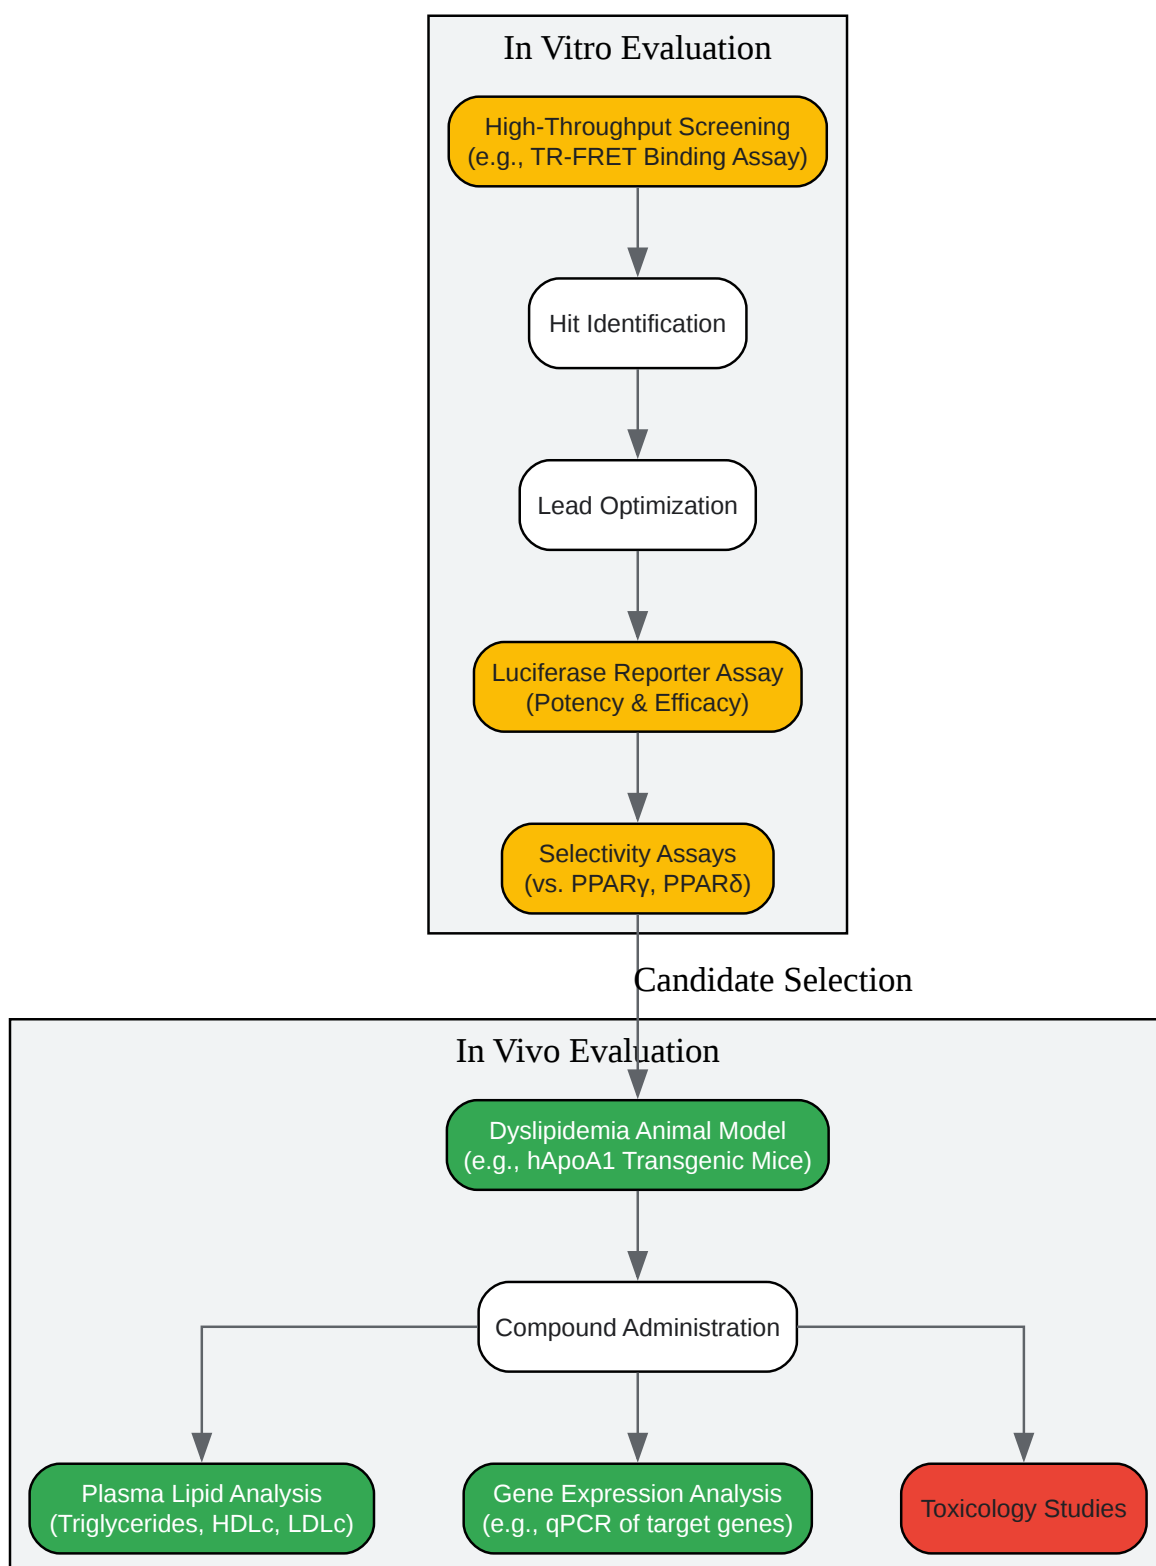 In Vitro Evaluation
High-Throughput Screening
(e.g., TR-FRET Binding Assay)
Hit Identification
Lead Optimization
Luciferase Reporter Assay
(Potency & Efficacy)
Selectivity Assays
(vs. PPARγ, PPARδ)
Candidate Selection
In Vivo Evaluation
Dyslipidemia Animal Model
(e.g., hApoA1 Transgenic Mice)
Compound Administration
Plasma Lipid Analysis
(Triglycerides, HDLc, LDLc)
Gene Expression Analysis
(e.g., qPCR of target genes)
Toxicology Studies